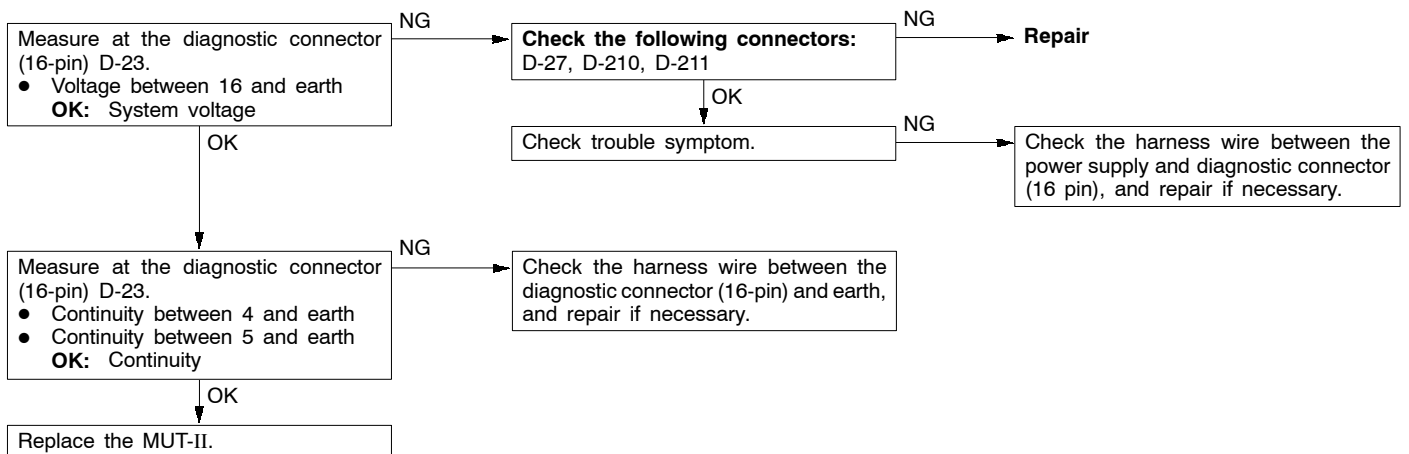 Measure at the diagnostic connector
(16-pin) D-23.
● Voltage between 16 and earth
OK: System voltage
NG
Check the following connectors:
D-27, D-210, D-211
NG
Repair
OK
Check trouble symptom.
NG
Check the harness wire between the
power supply and diagnostic connector
(16 pin), and repair if necessary.
OK
Measure at the diagnostic connector
(16-pin) D-23.
● Continuity between 4 and earth
● Continuity between 5 and earth
OK: Continuity
NG
Check the harness wire between the
diagnostic connector (16-pin) and earth,
and repair if necessary.
OK
Replace the MUT-II.